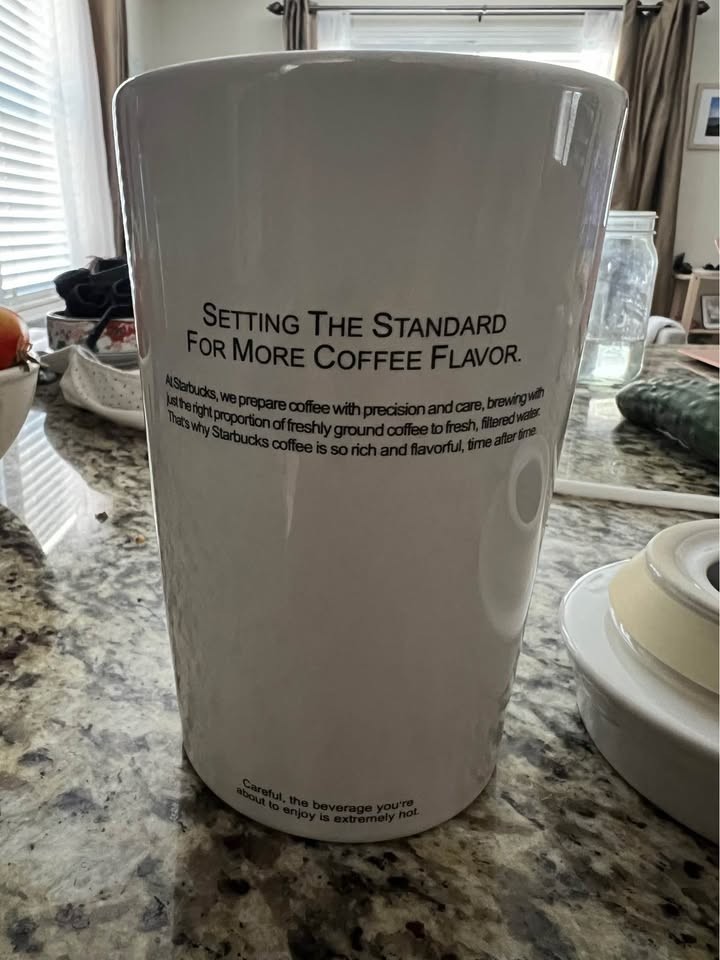 SETTING THE STANDARD
FOR MORE COFFEE FLAVOR.
At Starbucks, we prepare coffee with precision and care, brewing with
just the right proportion of freshly ground coffee to fresh, filtered water.
That's why Starbucks coffee is so rich and flavorful, time after time.
Careful, the beverage you're
about to enjoy is extremely hot.